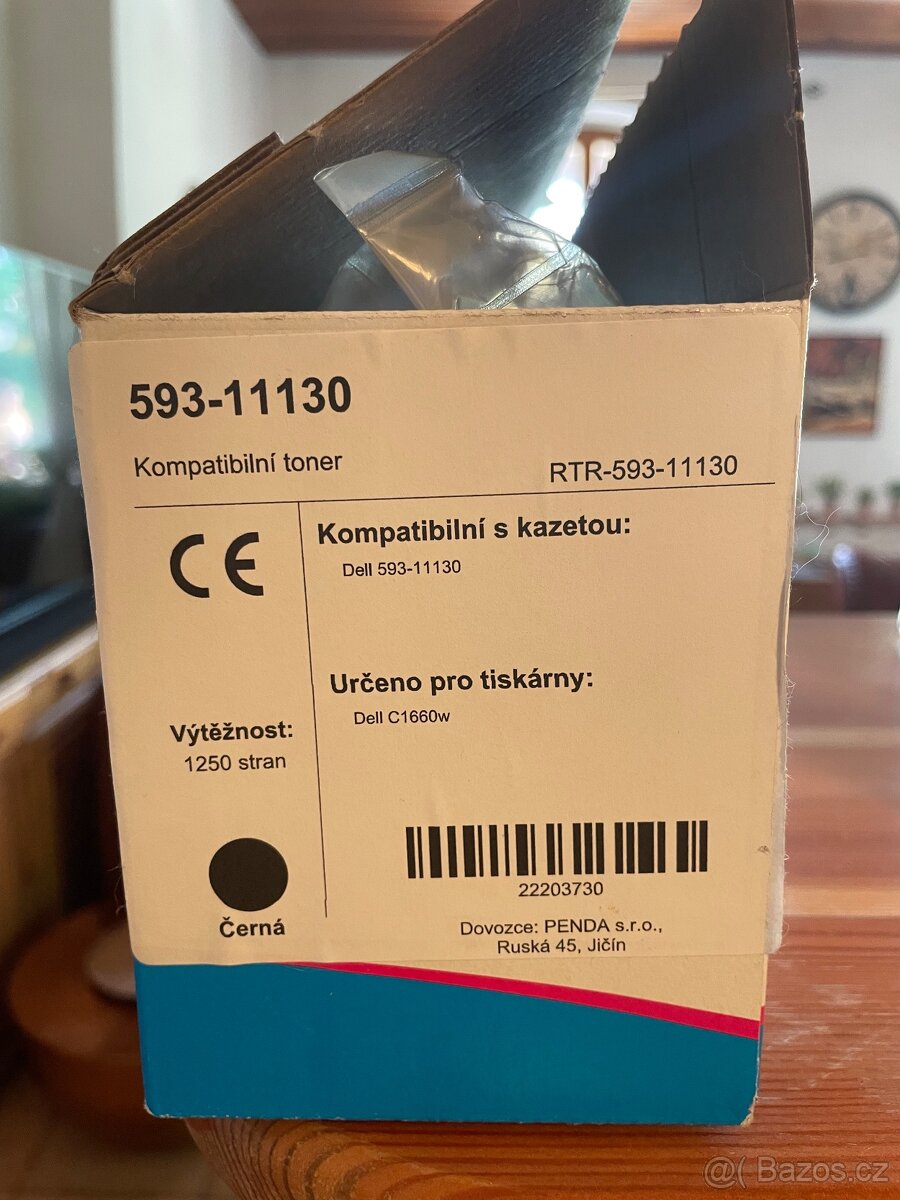 593-11130
Kompatibilní toner
RTR-593-11130
CE
Kompatibilní s kazetou:
Dell 593-11130
Určeno pro tiskárny:
Dell C1660w
Výtěžnost:
1250 stran
Černá
22203730
Dovozce: PENDA s.r.o.,
Ruská 45, Jičín
@( Bazos.cz